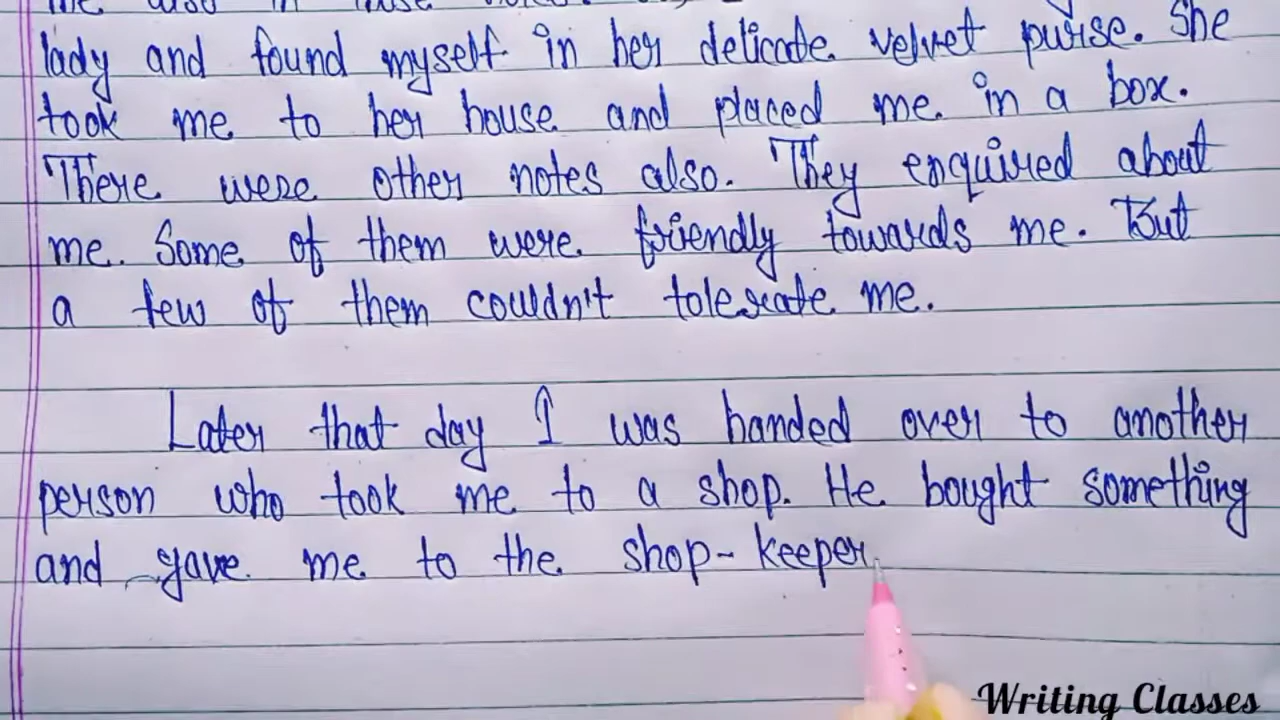 lady and found myself in her delicate velvet purse. She
took me to her house and placed me in a box.
There were other notes also. They enquired about
me. Some of them were friendly towards me. But
a few of them couldn't tolerate me.
Later that day I was handed over to another
person who took me to a shop. He bought something
and gave me to the shop-keeper.
Writing Classes